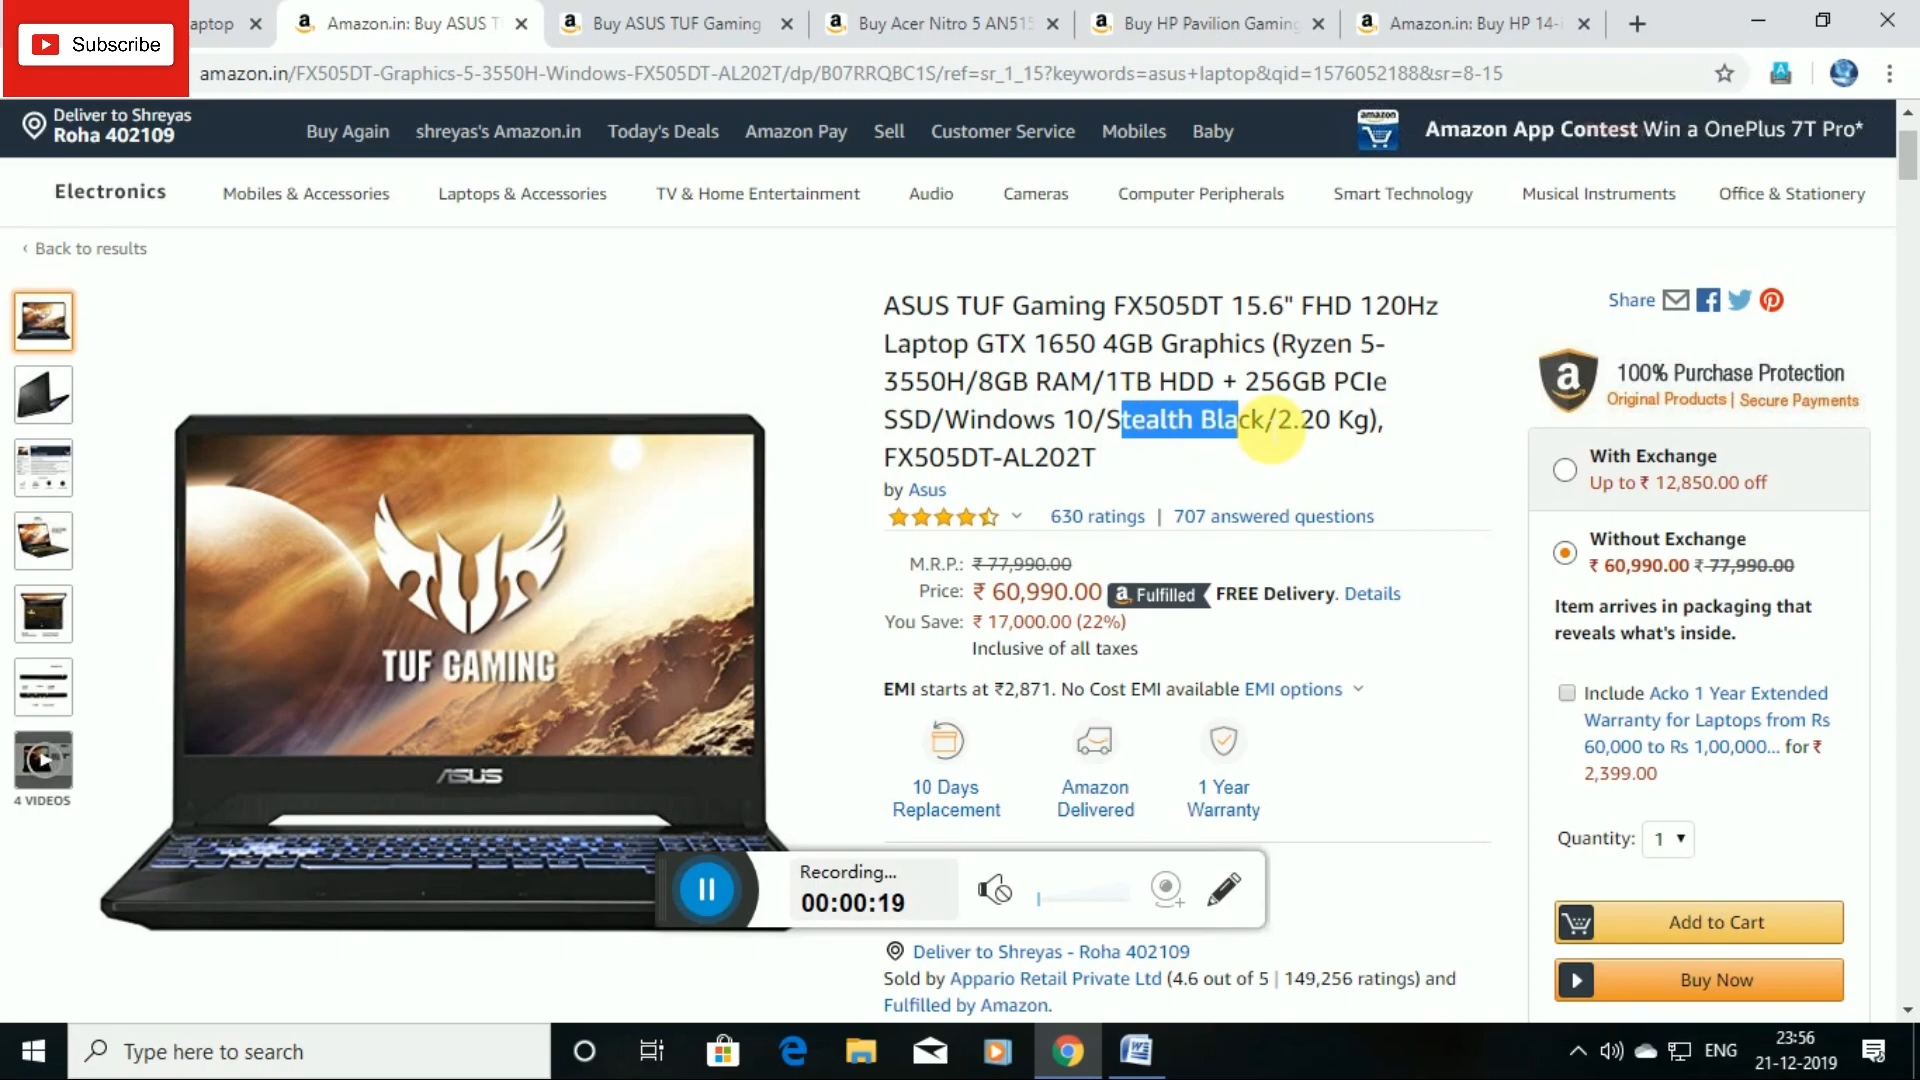 Subscribe
aptop
Amazon.in: Buy ASUS T
Buy ASUS TUF Gaming
Buy Acer Nitro 5 AN515
Buy HP Pavilion Gaming
Amazon.in: Buy HP 14-
amazon.in/FX505DT-Graphics-5-3550H-Windows-FX505DT-AL202T/dp/B07RRQBC1S/ref=sr_1_15?keywords=asus+laptop&qid=1576052188&sr=8-15
Deliver to Shreyas
Roha 402109
Buy Again
shreyas's Amazon.in
Today's Deals
Amazon Pay
Sell
Customer Service
Mobiles
Baby
amazon
Amazon App Contest Win a OnePlus 7T Pro*
Electronics
Mobiles & Accessories
Laptops & Accessories
TV & Home Entertainment
Audio
Cameras
Computer Peripherals
Smart Technology
Musical Instruments
Office & Stationery
‹ Back to results
ASUS TUF Gaming FX505DT 15.6" FHD 120Hz
Laptop GTX 1650 4GB Graphics (Ryzen 5-
3550H/8GB RAM/1TB HDD + 256GB PCIe
SSD/Windows 10/Stealth Black/2.20 Kg),
FX505DT-AL202T
by Asus
630 ratings | 707 answered questions
M.R.P.: ₹ 77,990.00
Price: ₹ 60,990.00 a Fulfilled FREE Delivery. Details
You Save: ₹ 17,000.00 (22%)
Inclusive of all taxes
EMI starts at ₹2,871. No Cost EMI available EMI options
10 Days
Replacement
Amazon
Delivered
1 Year
Warranty
TUF GAMING
ASUS
4 VIDEOS
Recording...
00:00:19
Deliver to Shreyas - Roha 402109
Sold by Appario Retail Private Ltd (4.6 out of 5 | 149,256 ratings) and
Fulfilled by Amazon.
Share
a
100% Purchase Protection
Original Products | Secure Payments
With Exchange
Up to ₹ 12,850.00 off
Without Exchange
₹ 60,990.00 ₹ 77,990.00
Item arrives in packaging that
reveals what's inside.
Include Acko 1 Year Extended
Warranty for Laptops from Rs
60,000 to Rs 1,00,000... for ₹
2,399.00
Quantity: 1
Add to Cart
Buy Now
Type here to search
ENG
23:56
21-12-2019